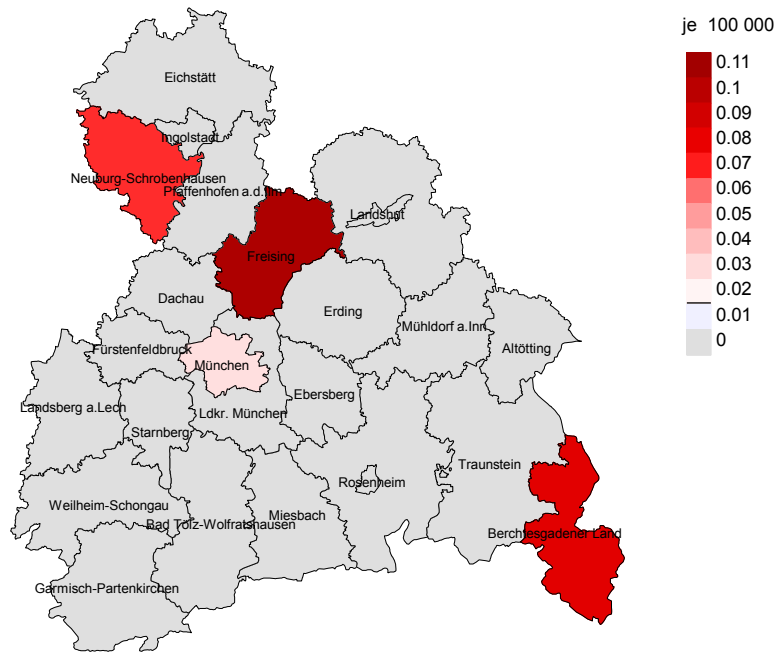 je 100 000
0.11
0.1
0.09
0.08
0.07
0.06
0.05
0.04
0.03
0.02
0.01
0
Eichstätt
Ingolstadt
Neuburg-Schrobenhausen
Pfaffenhofen a.d.Ilm
Landshut
Freising
Dachau
Erding
Mühldorf a.Inn
Altötting
Fürstenfeldbruck
München
Ebersberg
Landsberg a.Lech
Ldkr. München
Starnberg
Traunstein
Rosenheim
Weilheim-Schongau
Miesbach
Bad Tölz-Wolfratshausen
Berchtesgadener Land
Garmisch-Partenkirchen